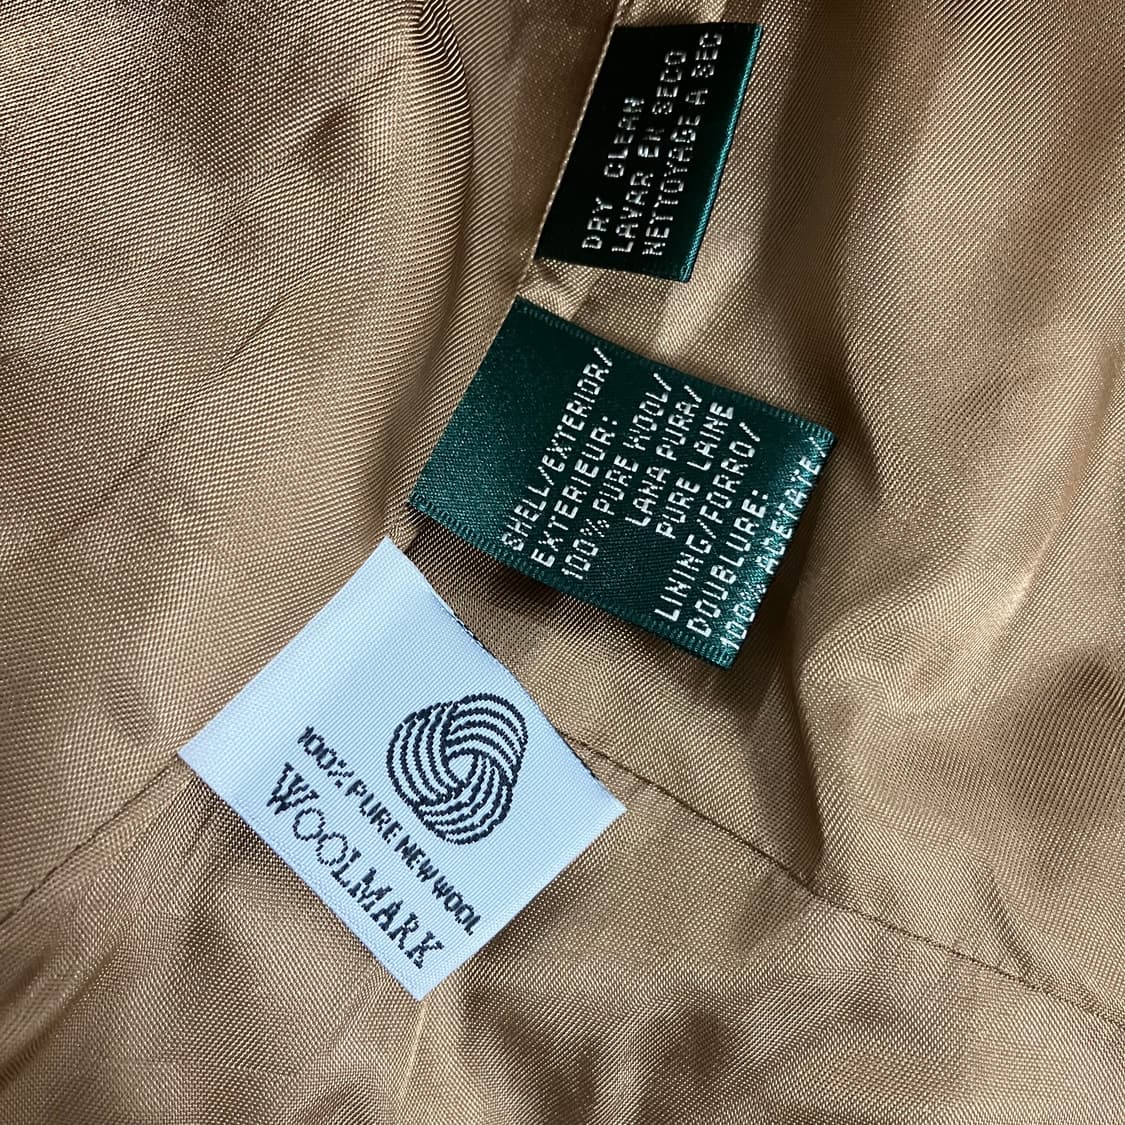 DRY CLEAN
LAVAR EN SECO
NETTOYAGE A SEC
SHELL/EXTERIOR/
EXTERIEUR:
100% PURE WOOL/
LANA PURA/
PURE LAINE
LINING/FORRO/
DOUBLURE:
100% ACETATE/
100% PURE NEW WOOL
WOOLMARK